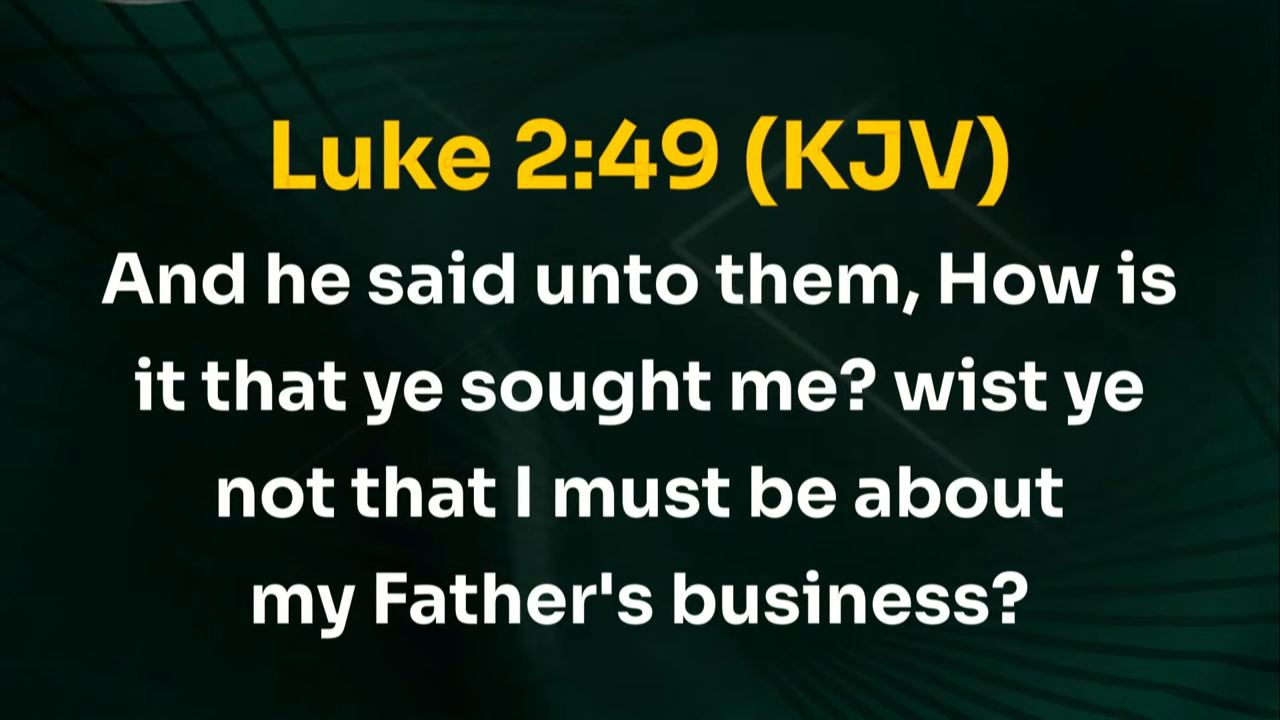 Luke 2:49 (KJV)
And he said unto them, How is
it that ye sought me? wist ye
not that I must be about
my Father's business?